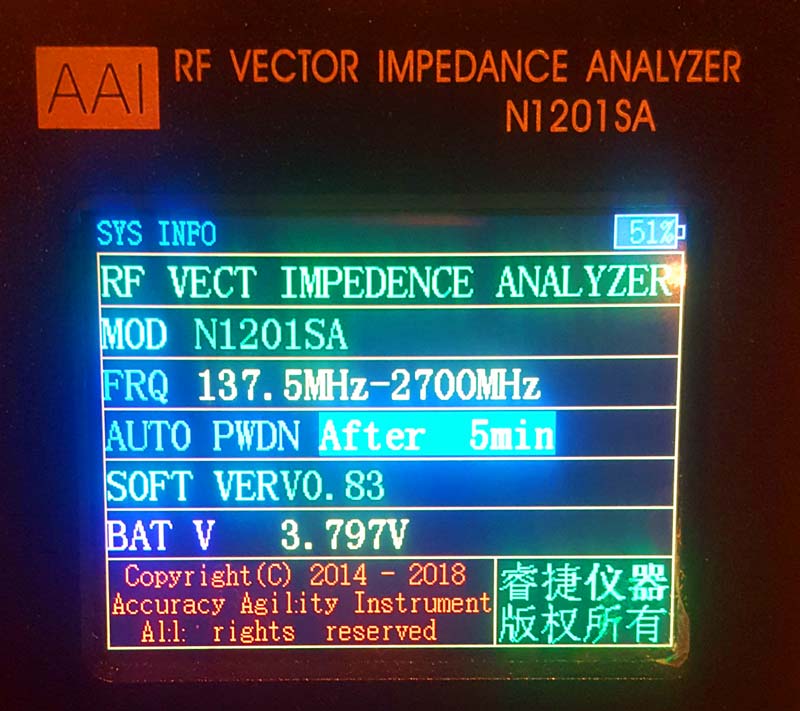 AAI RF VECTOR IMPEDANCE ANALYZER
N1201SA
SYS INFO 51%
RF VECT IMPEDENCE ANALYZER
MOD N1201SA
FRQ 137.5MHz-2700MHz
AUTO PWDN After 5min
SOFT VERV0.83
BAT V 3.797V
Copyright(C) 2014 - 2018
Accuracy Agility Instrument
All rights reserved
睿捷仪器
版权所有